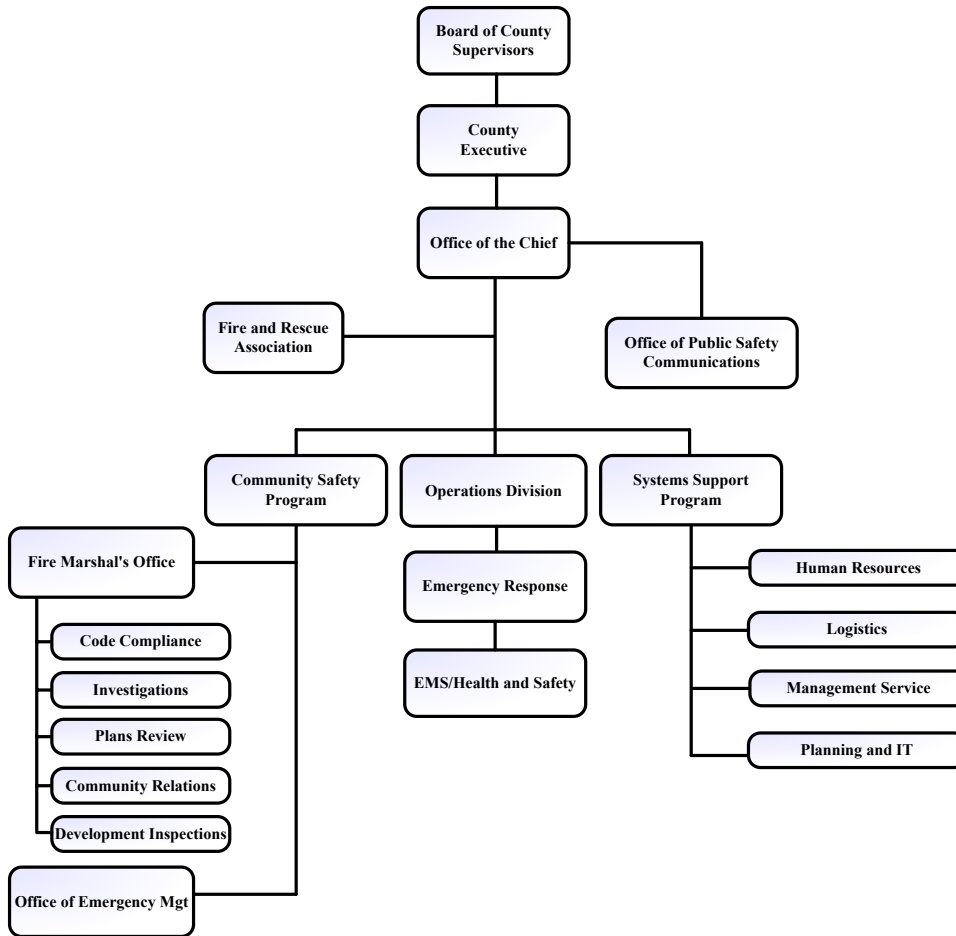 Board of County
Supervisors
County
Executive
Office of the Chief
Fire and Rescue
Association
Office of Public Safety
Communications
Community Safety
Program
Operations Division
Systems Support
Program
Fire Marshal's Office
Code Compliance
Investigations
Plans Review
Community Relations
Development Inspections
Office of Emergency Mgt
Emergency Response
EMS/Health and Safety
Human Resources
Logistics
Management Service
Planning and IT